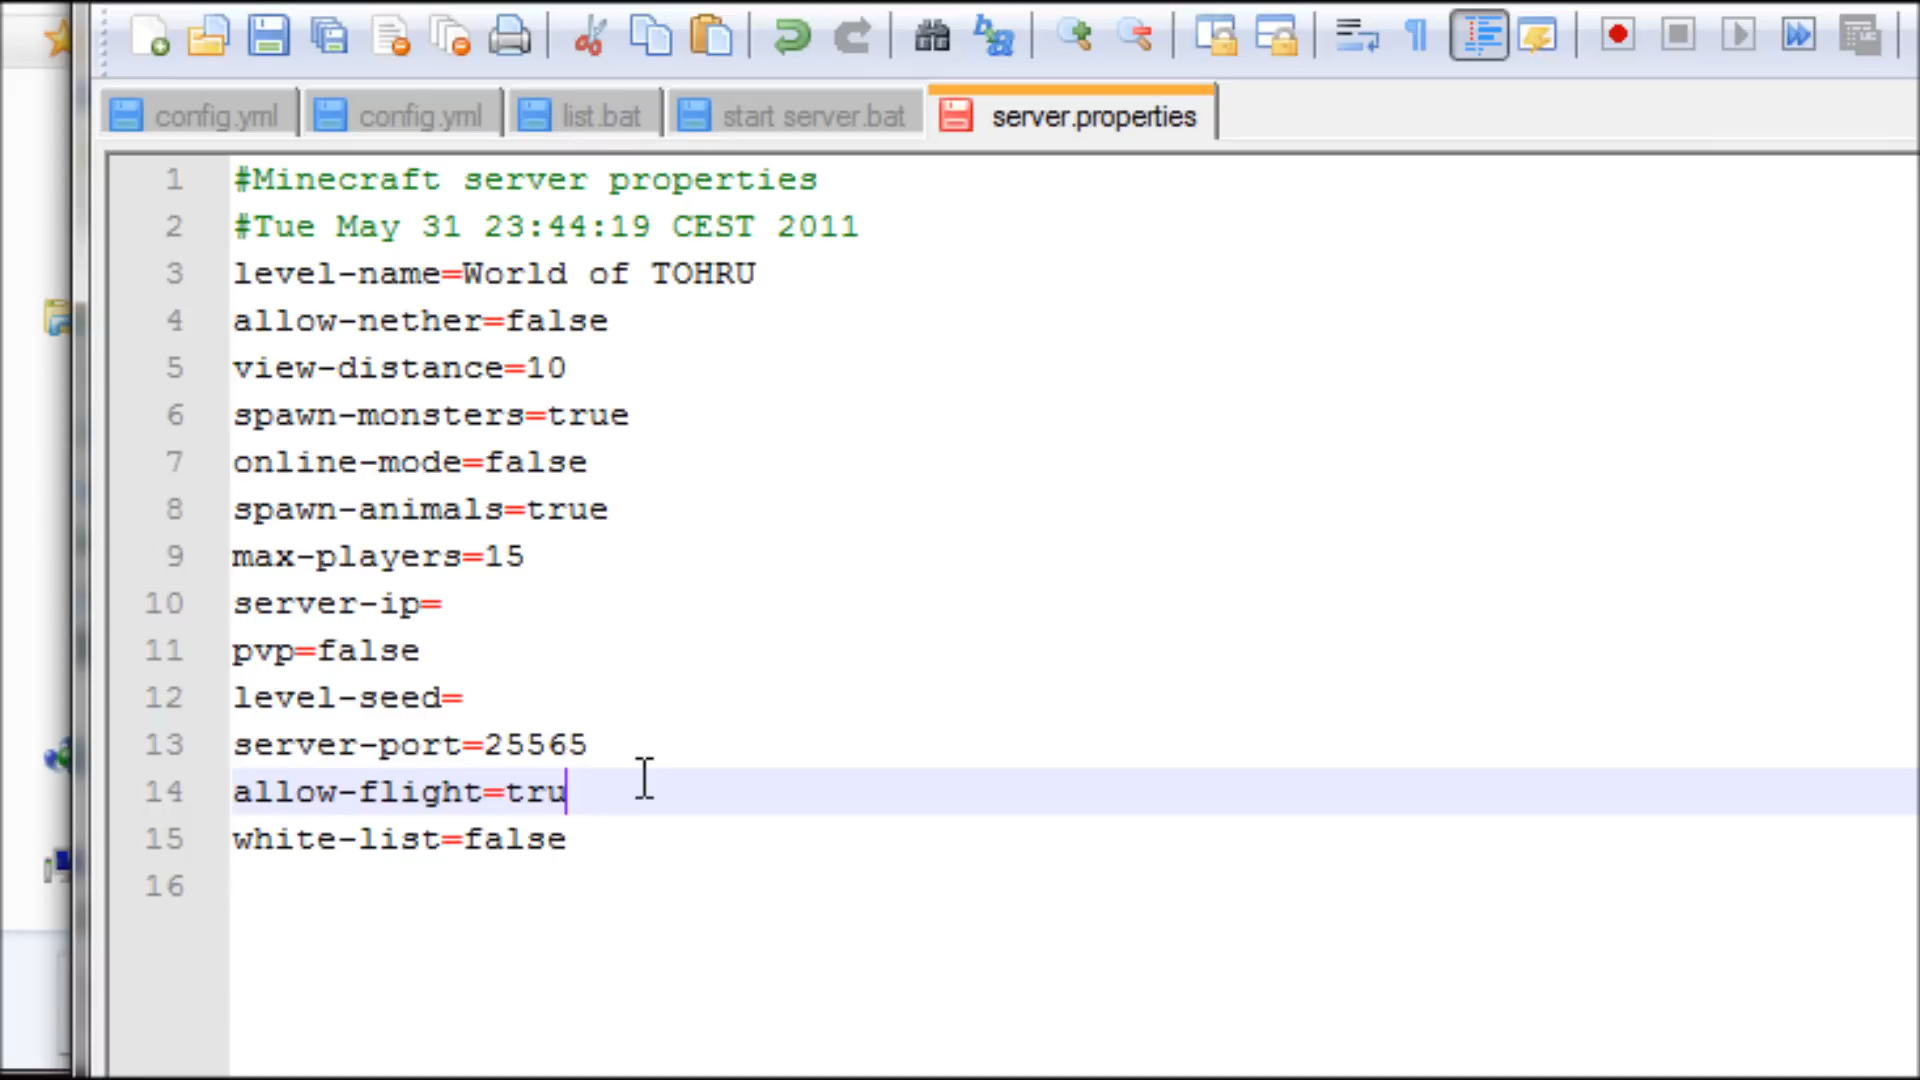 config.yml
config.yml
list.bat
start server.bat
server.properties
1 #Minecraft server properties
2 #Tue May 31 23:44:19 CEST 2011
3 level-name=World of TOHRU
4 allow-nether=false
5 view-distance=10
6 spawn-monsters=true
7 online-mode=false
8 spawn-animals=true
9 max-players=15
10 server-ip=
11 pvp=false
12 level-seed=
13 server-port=25565
14 allow-flight=tru
15 white-list=false
16